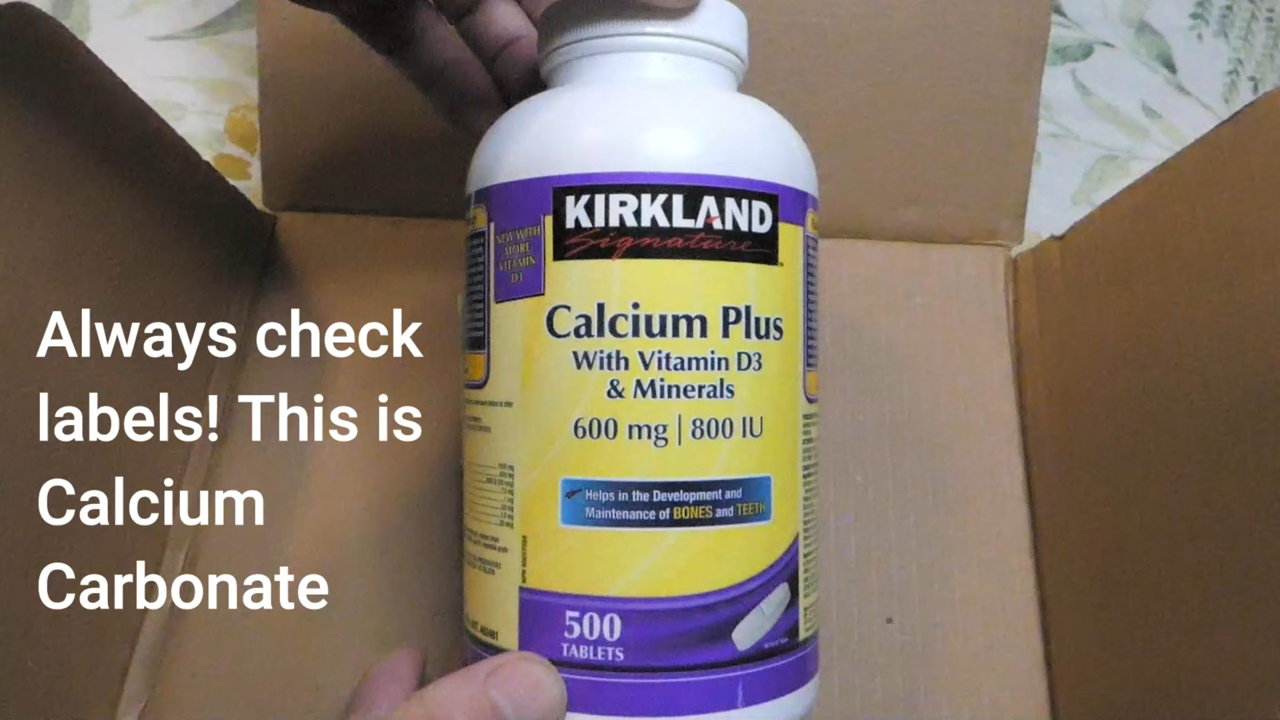 Always check
labels! This is
Calcium
Carbonate
KIRKLAND
Signature
NEW WITH
MORE
VITAMIN
D3
Calcium Plus
With Vitamin D3
& Minerals
600 mg | 800 IU
Helps in the Development and
Maintenance of BONES and TEETH
500
TABLETS